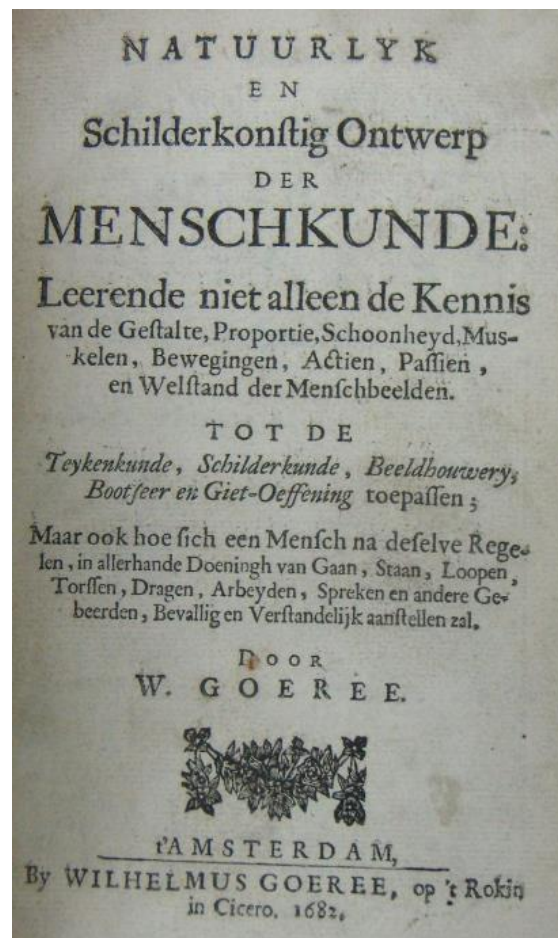 NATUURLYK
EN
Schilderkonſtig Ontwerp
DER
MENSCHKUNDE:
Leerende niet alleen de Kennis
van de Geſtalte, Proportie, Schoonheyd, Mus-
kelen, Bewegingen, Actien, Paſſien,
en Welſtand der Menſchbeelden.
TOT DE
Teykenkunde, Schilderkunde, Beeldhouwery,
Bootſeer en Giet-Oeffening toepaſſen;
Maar ook hoe ſich een Menſch na deſelve Rege-
len, in allerhande Doeningh van Gaan, Staan, Loopen,
Torſſen, Dragen, Arbeyden, Spreken en andere Ge-
beerden, Bevallig en Verſtandelijk aanſtellen zal.
DOOR
W. GOEREE.
t'AMSTERDAM,
By WILHELMUS GOEREE, op 't Rokin
in Cicero. 1682.